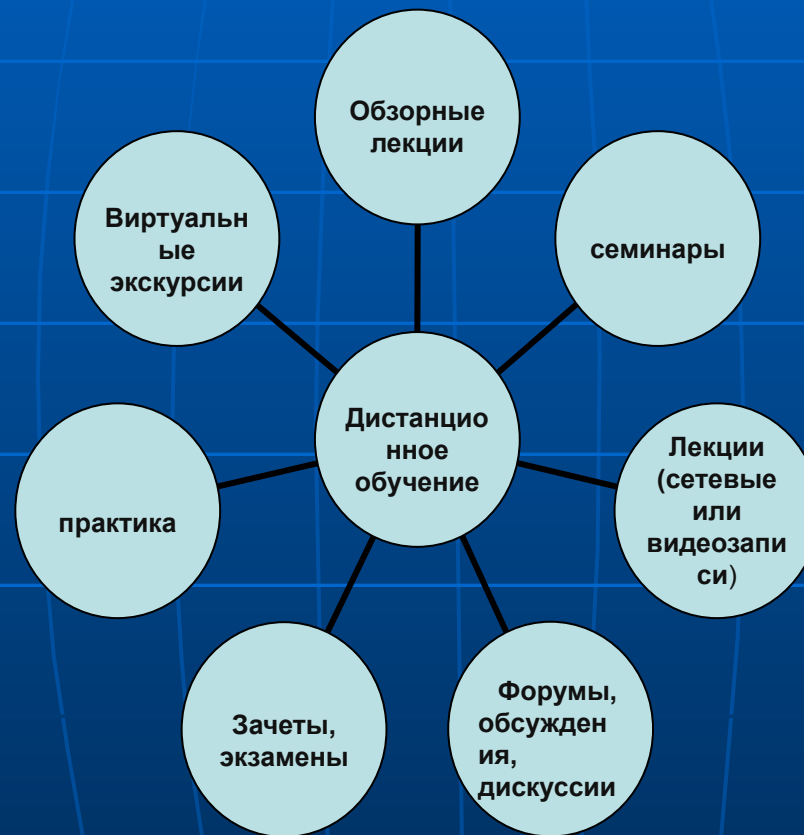 Обзорные
лекции
Виртуальн
ые
экскурсии
семинары
Дистанцио
нное
обучение
Лекции
(сетевые
или
видеозапи
си)
практика
Зачеты,
экзамены
Форумы,
обсужден
ия,
дискуссии